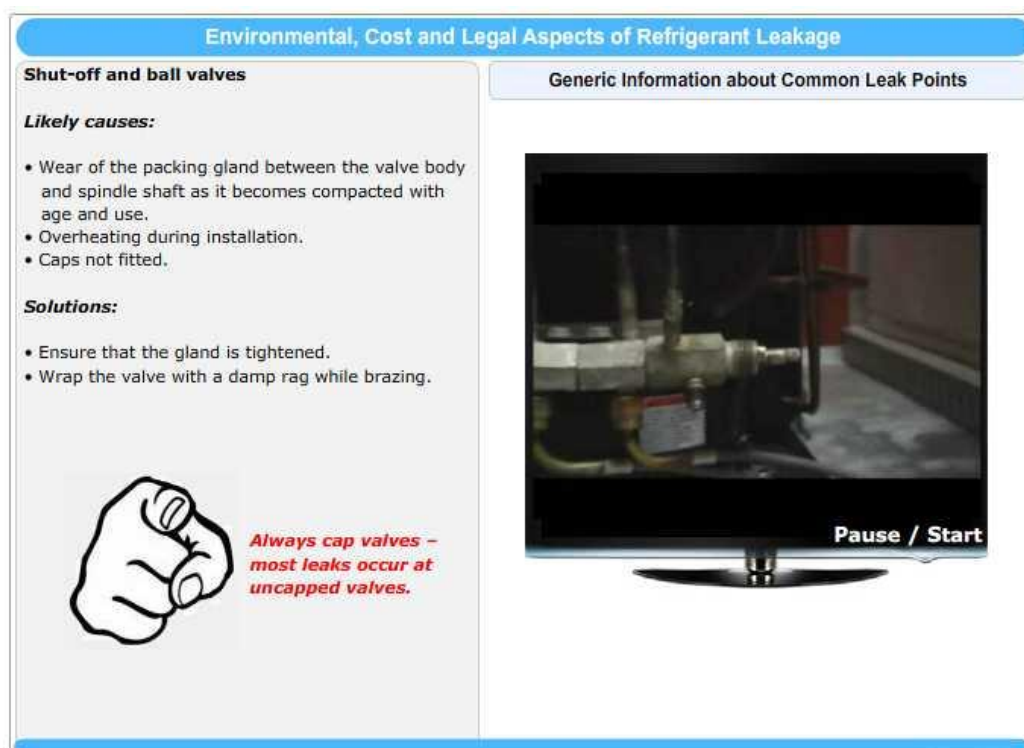 Environmental, Cost and Legal Aspects of Refrigerant Leakage
Shut-off and ball valves
Likely causes:
• Wear of the packing gland between the valve body
and spindle shaft as it becomes compacted with
age and use.
• Overheating during installation.
• Caps not fitted.
Solutions:
• Ensure that the gland is tightened.
• Wrap the valve with a damp rag while brazing.
Always cap valves –
most leaks occur at
uncapped valves.
Generic Information about Common Leak Points
Pause / Start